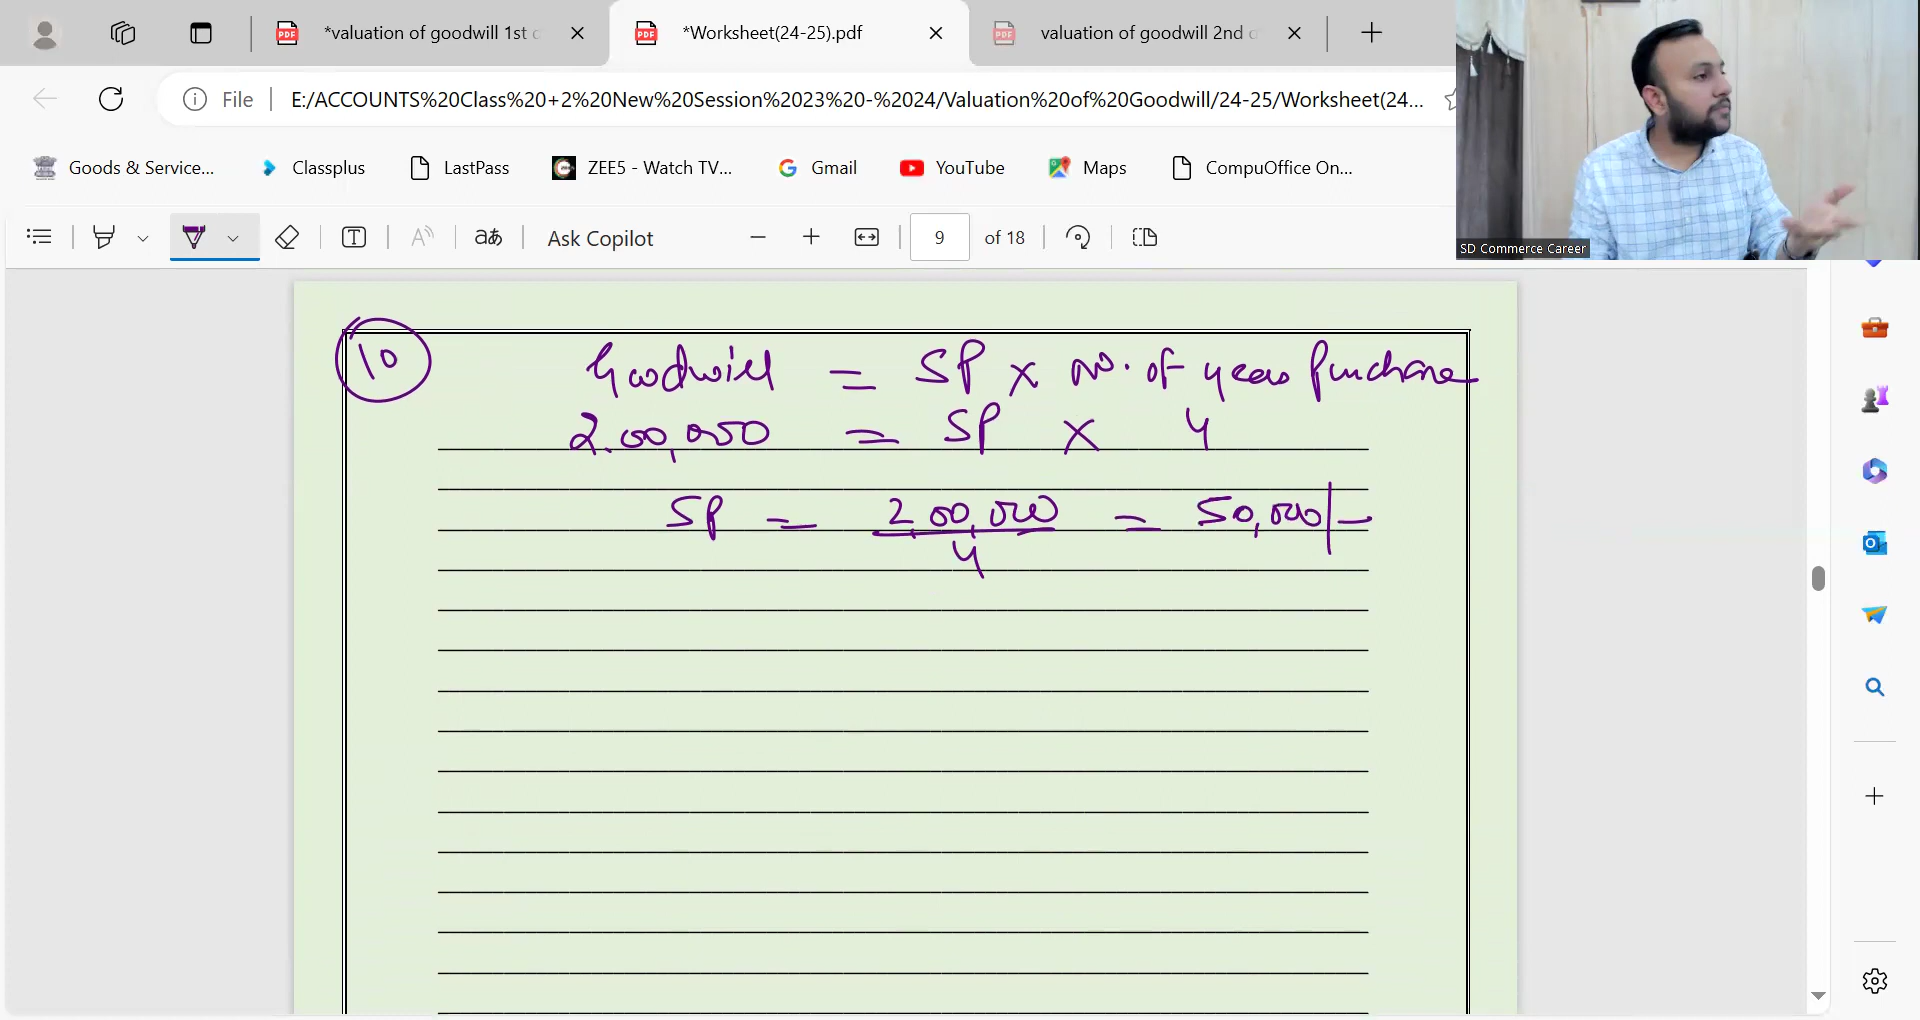 *valuation of goodwill 1st
*Worksheet(24-25).pdf
valuation of goodwill 2nd
File
E:/ACCOUNTS%20Class%20+2%20New%20Session%2023%20-%2024/Valuation%20of%20Goodwill/24-25/Worksheet(24...
Goods & Service...
Classplus
LastPass
ZEE5 - Watch TV...
Gmail
YouTube
Maps
CompuOffice On...
SD Commerce Career
Ask Copilot
9 of 18
10
Goodwill = SP x no. of years Purchase
2,00,000 = SP x 4
SP = 2,00,000 / 4 = 50,000/-